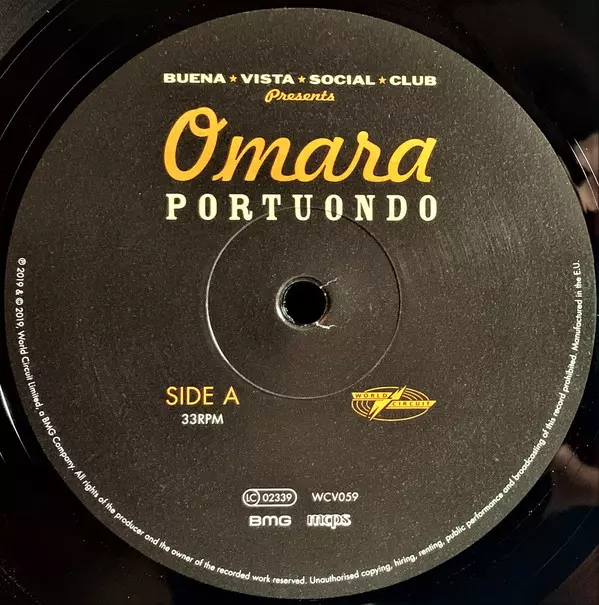 BUENA ★ VISTA ★ SOCIAL ★ CLUB
Presents
Omara
PORTUONDO
SIDE A
33RPM
WORLD CIRCUIT
LC 02339 WCV059
BMG mcps
℗ 2019 & © 2019, World Circuit Limited, a BMG Company. All rights of the producer and the owner of the recorded work reserved. Unauthorised copying, hiring, renting, public performance and broadcasting of this record prohibited. Manufactured in the E.U.